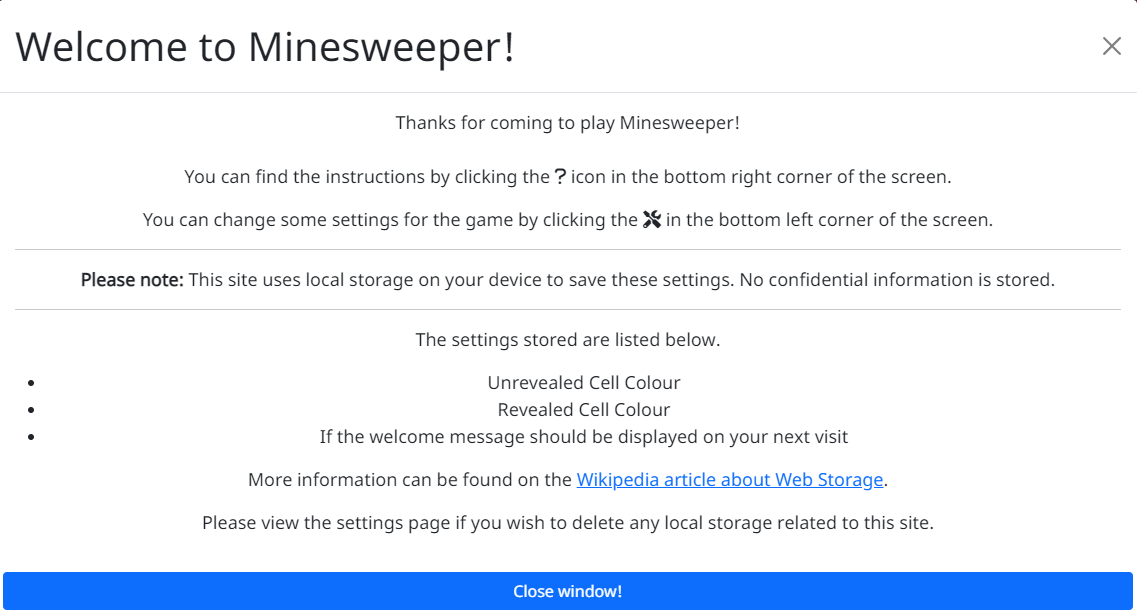 Welcome to Minesweeper!
Thanks for coming to play Minesweeper!
You can find the instructions by clicking the ? icon in the bottom right corner of the screen.
You can change some settings for the game by clicking the in the bottom left corner of the screen.
Please note: This site uses local storage on your device to save these settings. No confidential information is stored.
The settings stored are listed below.
• Unrevealed Cell Colour
• Revealed Cell Colour
• If the welcome message should be displayed on your next visit
More information can be found on the Wikipedia article about Web Storage.
Please view the settings page if you wish to delete any local storage related to this site.
Close window!